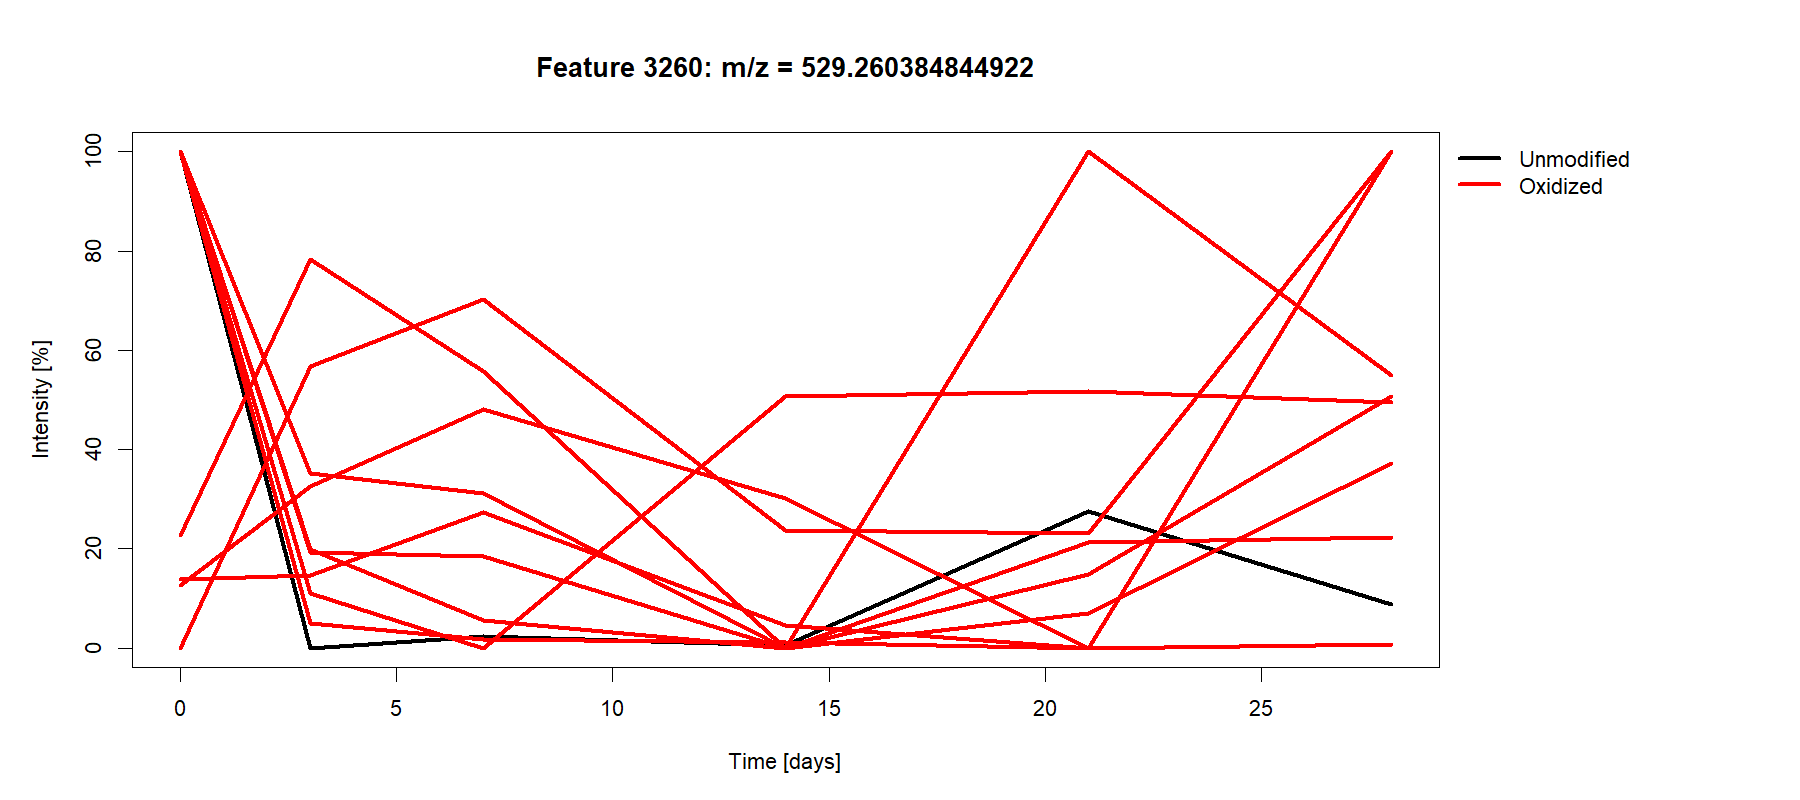 Feature 3260: m/z = 529.260384844922
Unmodified
Oxidized
Intensity [%]
100
80
60
40
20
0
0 5 10 15 20 25
Time [days]